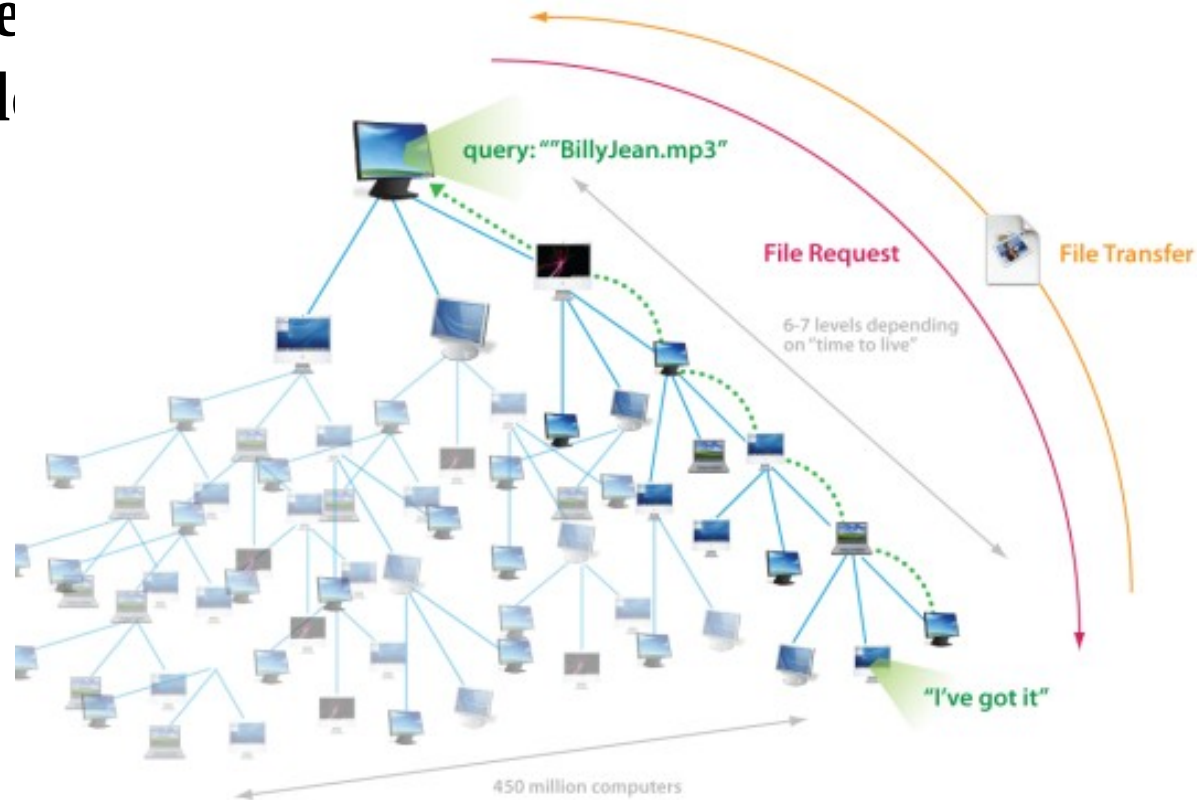 e
query: “”BillyJean.mp3”
File Request
File Transfer
6-7 levels depending
on “time to live”
“I’ve got it”
450 million computers